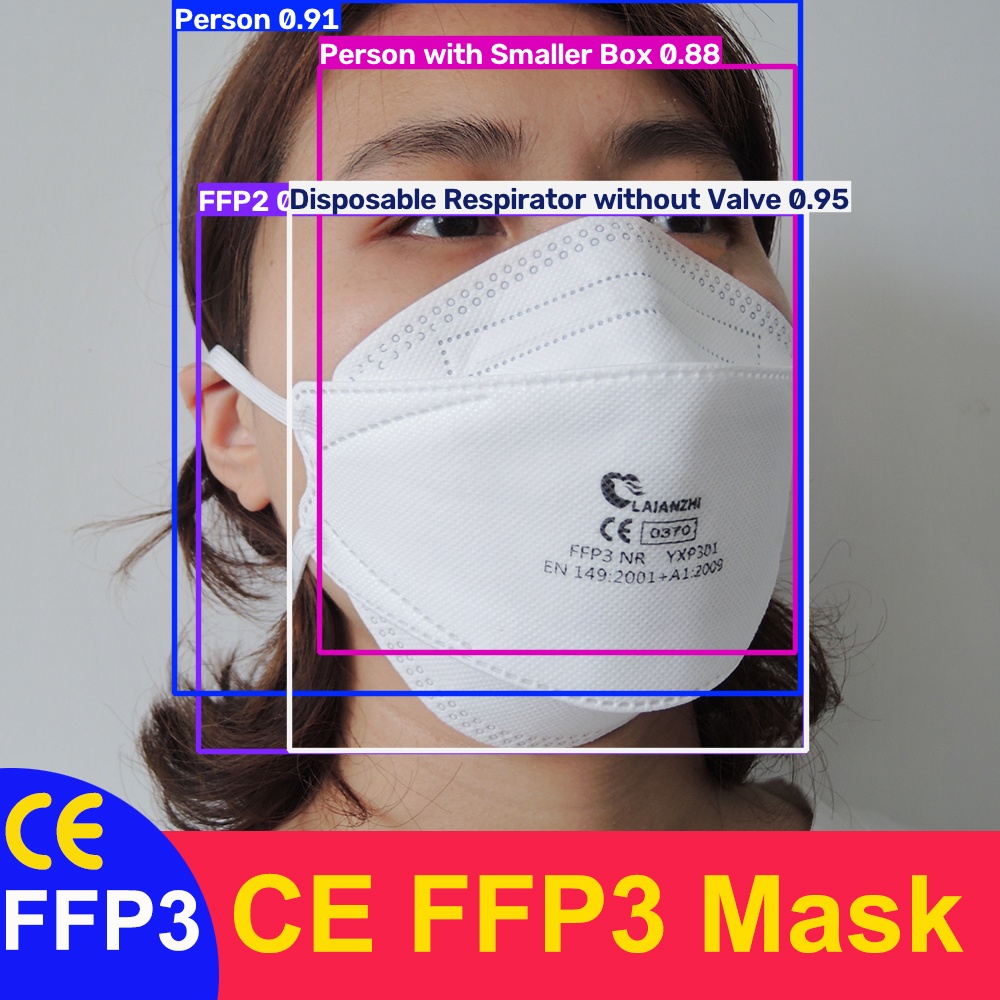 Person 0.91
Person with Smaller Box 0.88
FFP2 0
Disposable Respirator without Valve 0.95
LAIANZHI
CE 0370
FFP3 NR YXP301
EN 149:2001+A1:2009
CE
FFP3
CE FFP3 Mask